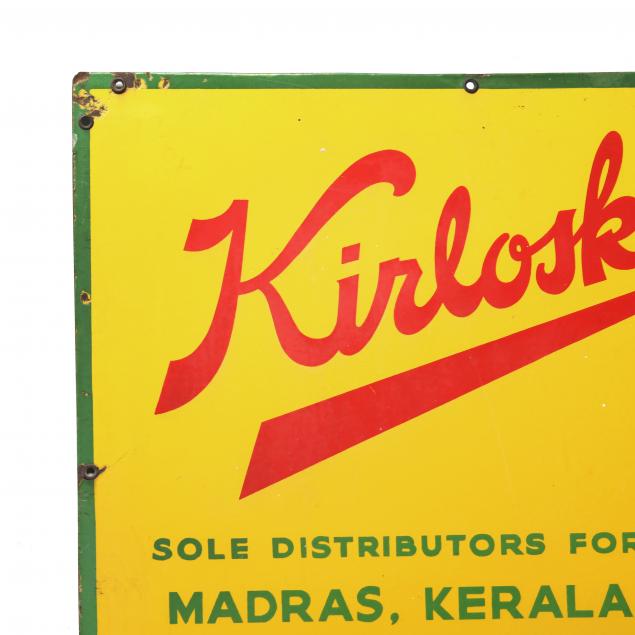 Kirlosk
SOLE DISTRIBUTORS FOR
MADRAS, KERALA